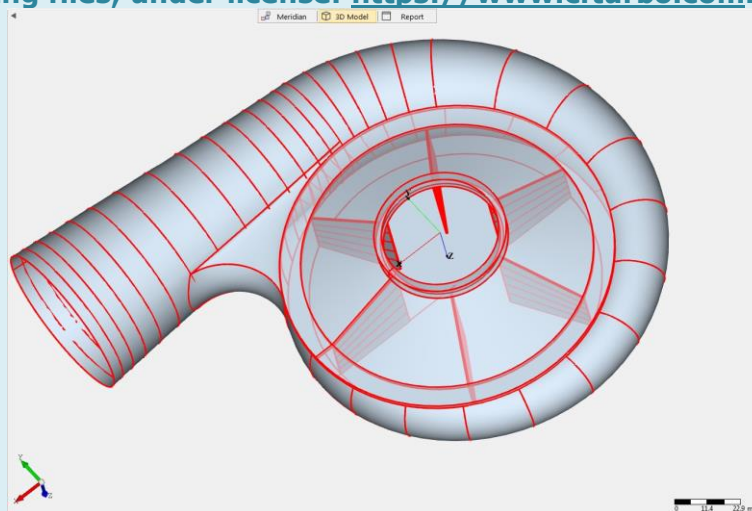 ng files, under license: https://www.cfturbo.com
Meridian 3D Model Report
Y
X Z
Y
X Z
0 11.4 22.9